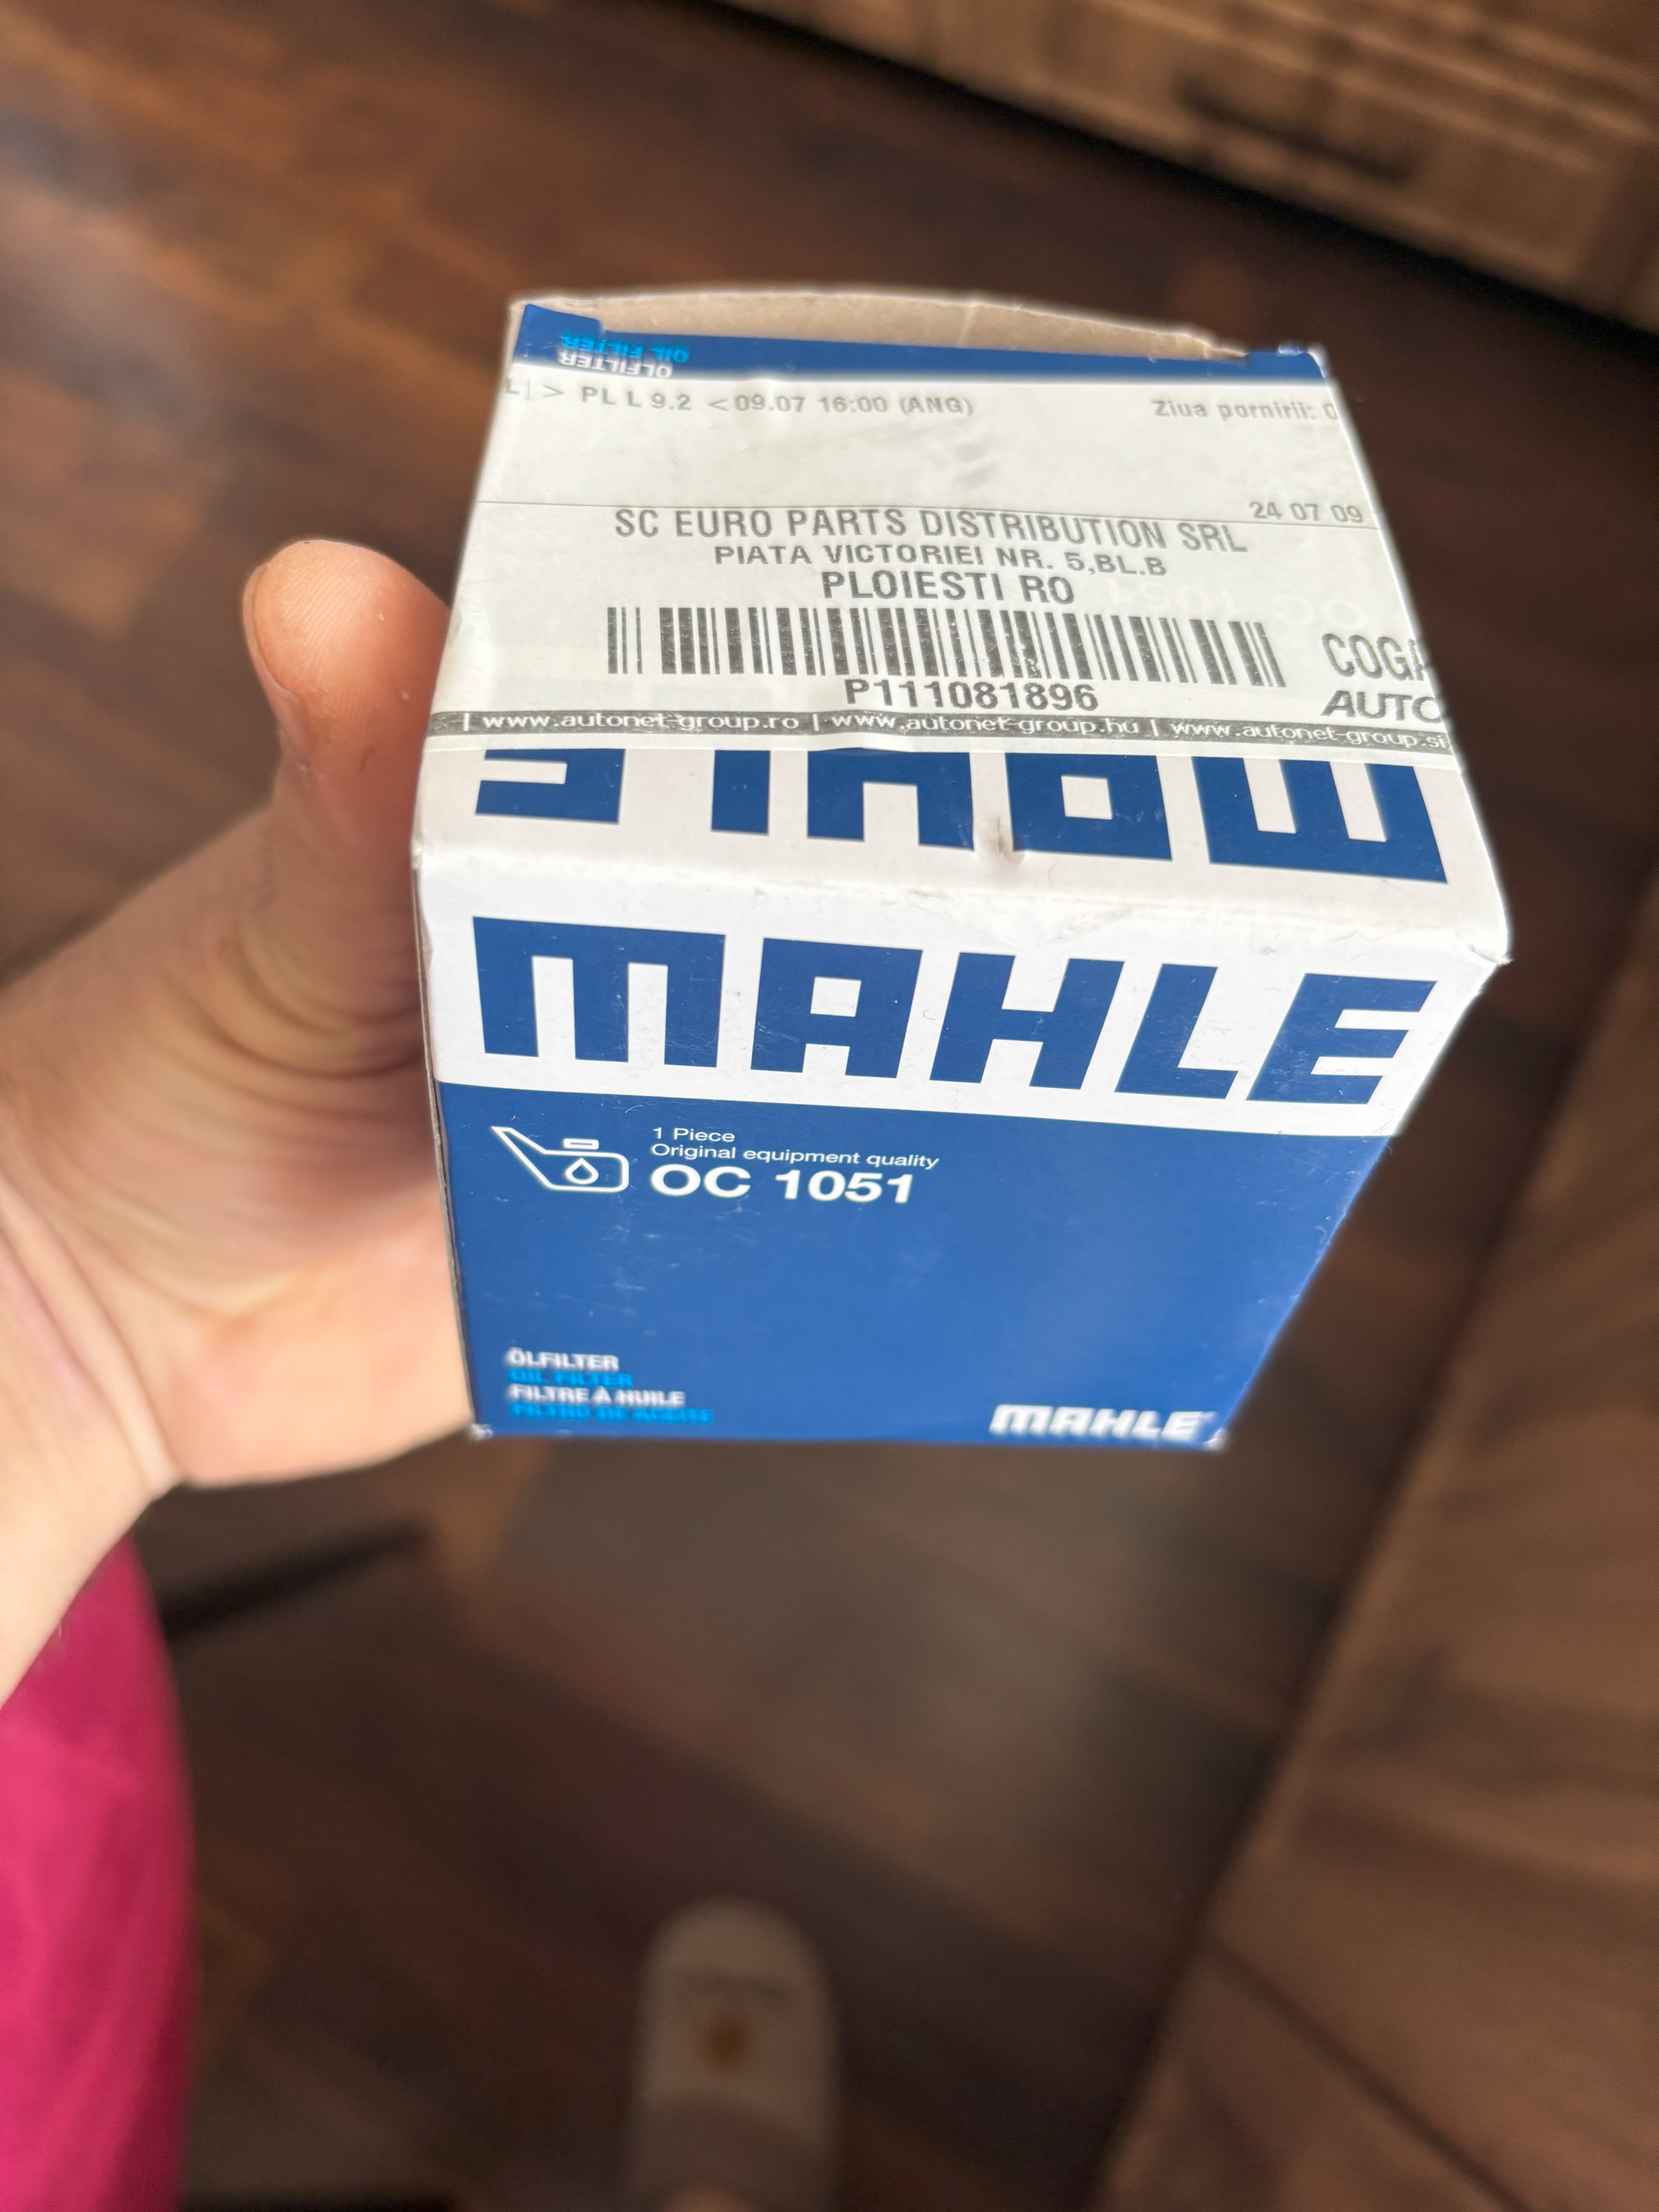 ÖLFILTER
OIL FILTER
> PL L 9.2 <09.07 16:00 (ANG)
Ziua pornirii:
24 07 09
SC EURO PARTS DISTRIBUTION SRL
PIATA VICTORIEI NR. 5,BL.B
PLOIESTI RO
P111081896
COGA
AUTO
| www.autonet-group.ro | www.autonet-group.hu | www.autonet-group.si
MAHLE
MAHLE
1 Piece
Original equipment quality
OC 1051
ÖLFILTER
OIL FILTER
FILTRE À HUILE
FILTRO DE ACEITE
MAHLE